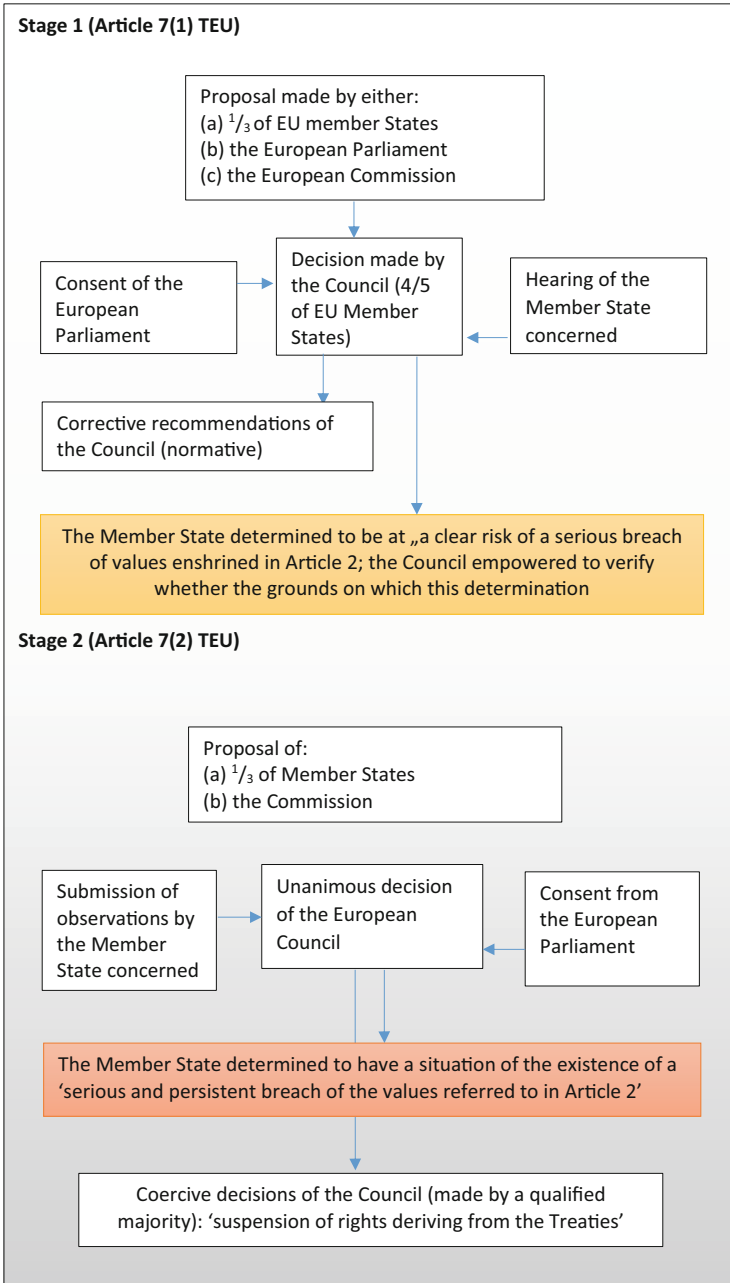 Stage 1 (Article 7(1) TEU)
Proposal made by either:
(a) 1/3 of EU member States
(b) the European Parliament
(c) the European Commission
Consent of the
European
Parliament
Decision made by
the Council (4/5
of EU Member
States)
Hearing of the
Member State
concerned
Corrective recommendations of
the Council (normative)
The Member State determined to be at „a clear risk of a serious breach
of values enshrined in Article 2; the Council empowered to verify
whether the grounds on which this determination
Stage 2 (Article 7(2) TEU)
Proposal of:
(a) 1/3 of Member States
(b) the Commission
Submission of
observations by
the Member
State concerned
Unanimous decision
of the European
Council
Consent from
the European
Parliament
The Member State determined to have a situation of the existence of a
‘serious and persistent breach of the values referred to in Article 2’
Coercive decisions of the Council (made by a qualified
majority): ‘suspension of rights deriving from the Treaties’